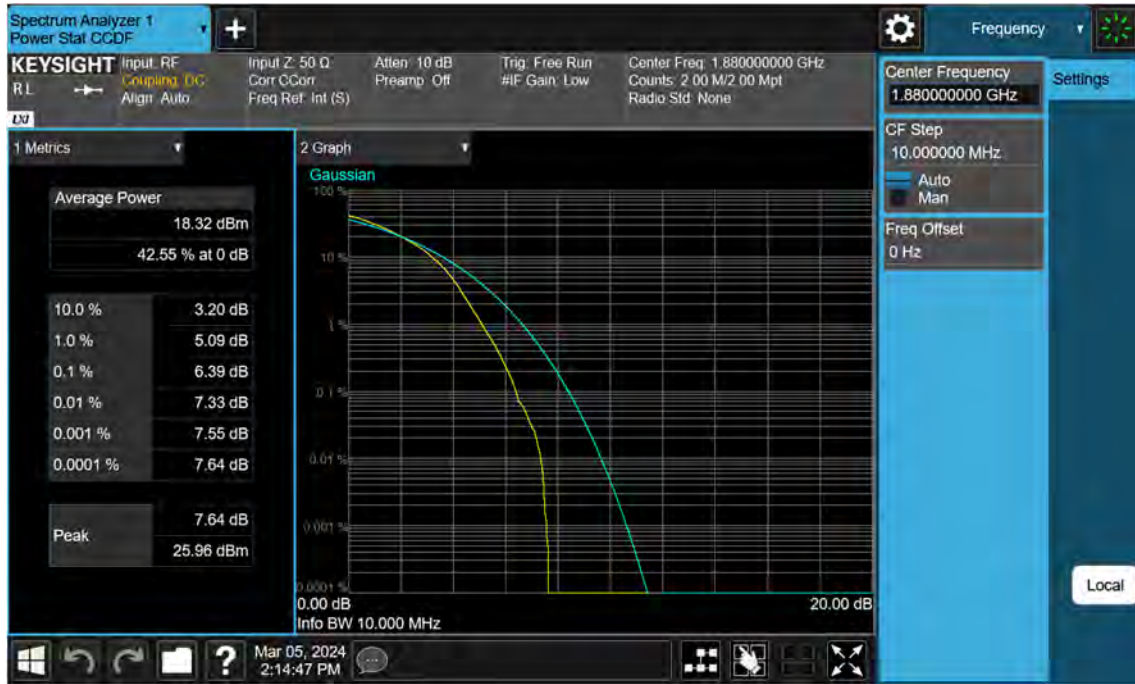 Spectrum Analyzer 1
Power Stat CCDF
+
Frequency
KEYSIGHT
RL
LXI
Input: RF
Coupling: DC
Align: Auto
Input Z: 50 Ω
Corr CCorr
Freq Ref: Int (S)
Atten: 10 dB
Preamp: Off
Trig: Free Run
#IF Gain: Low
Center Freq: 1.880000000 GHz
Counts: 2.00 M/2.00 Mpt
Radio Std: None
Center Frequency
1.880000000 GHz
Settings
CF Step
10.000000 MHz
Auto
Man
Freq Offset
0 Hz
1 Metrics
Average Power
18.32 dBm
42.55 % at 0 dB
10.0 % 3.20 dB
1.0 % 5.09 dB
0.1 % 6.39 dB
0.01 % 7.33 dB
0.001 % 7.55 dB
0.0001 % 7.64 dB
Peak
7.64 dB
25.96 dBm
2 Graph
Gaussian
100 %
10 %
1 %
0.1 %
0.01 %
0.001 %
0.0001 %
0.00 dB 20.00 dB
Info BW 10.000 MHz
Local
?
Mar 05, 2024
2:14:47 PM